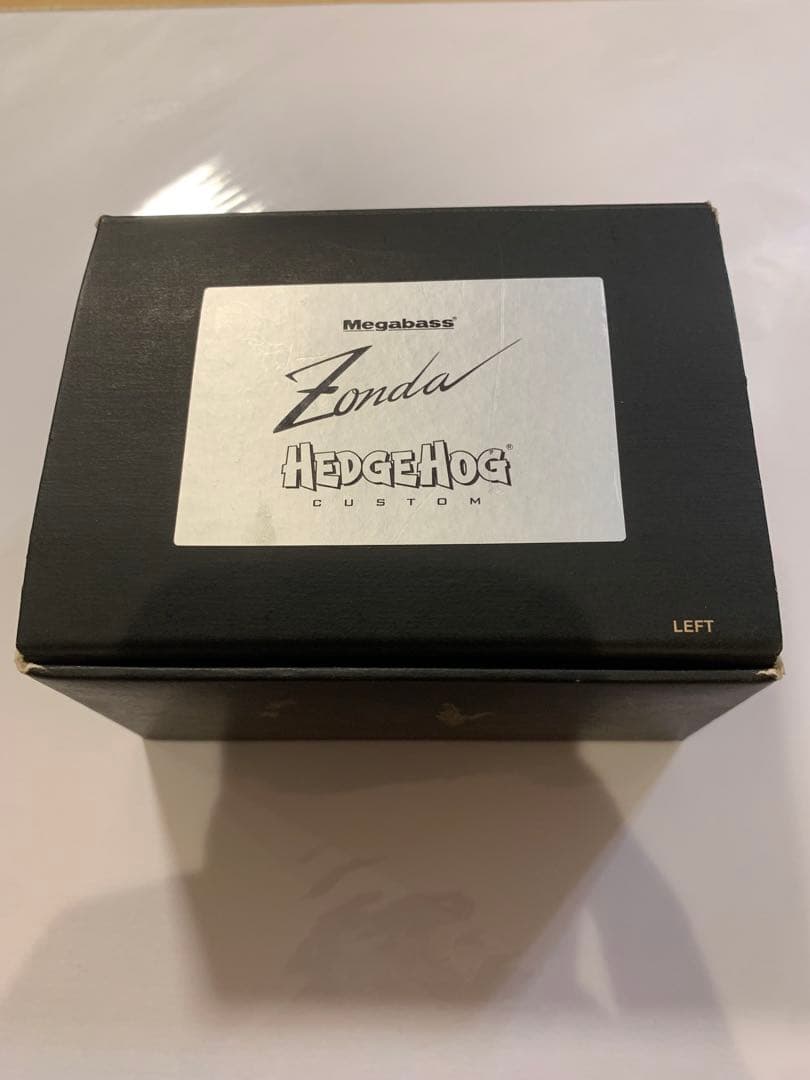 Megabass®
Zonda
HEDGEHOG®
CUSTOM
LEFT